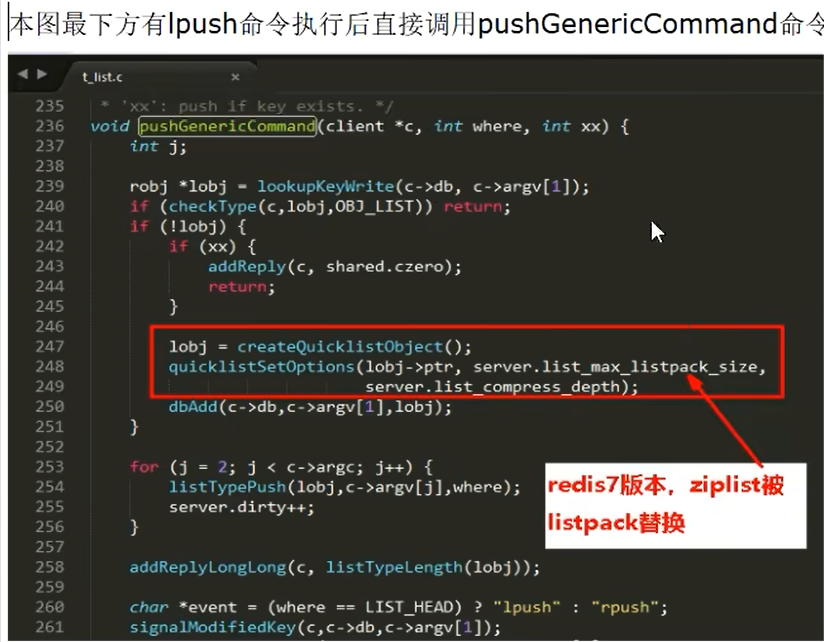 本图最下方有lpush命令执行后直接调用pushGenericCommand命令
t_list.c ×
235 * 'xx': push if key exists. */
236 void pushGenericCommand(client *c, int where, int xx) {
237 int j;
238
239 robj *lobj = lookupKeyWrite(c->db, c->argv[1]);
240 if (checkType(c,lobj,OBJ_LIST)) return;
241 if (!lobj) {
242 if (xx) {
243 addReply(c, shared.czero);
244 return;
245 }
246
247 lobj = createQuicklistObject();
248 quicklistSetOptions(lobj->ptr, server.list_max_listpack_size,
249 server.list_compress_depth);
250 dbAdd(c->db,c->argv[1],lobj);
251 }
252
253 for (j = 2; j < c->argc; j++) {
254 listTypePush(lobj,c->argv[j],where);
255 server.dirty++;
256 }
257
258 addReplyLongLong(c, listTypeLength(lobj));
259
260 char *event = (where == LIST_HEAD) ? "lpush" : "rpush";
261 signalModifiedKey(c,c->db,c->argv[1]);
redis7版本，ziplist被
listpack替换